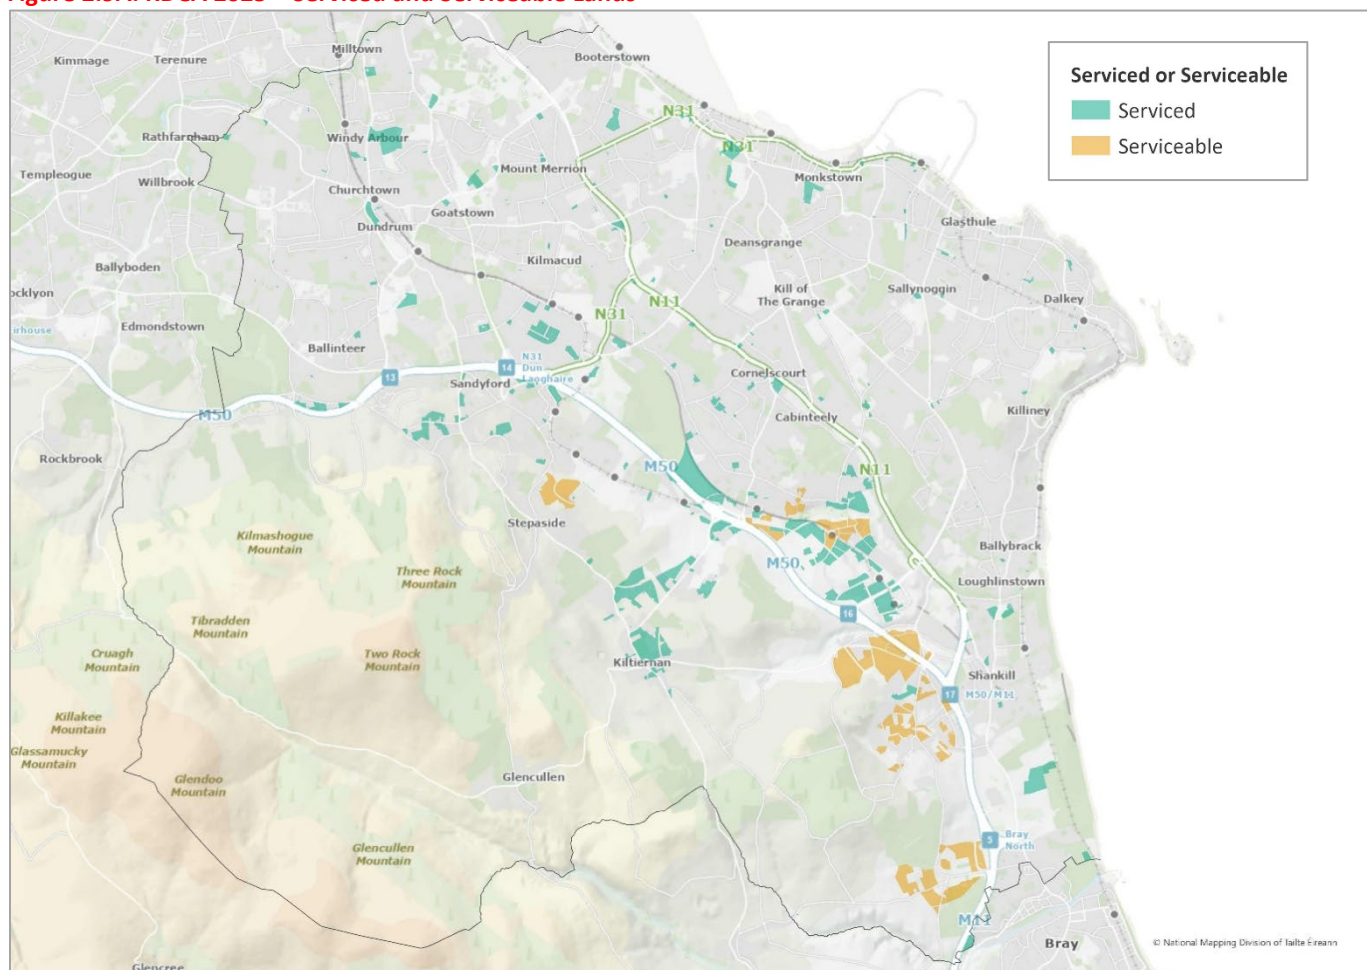 Milltown
Booterstown
Kimmage
Terenure
N31
Rathfarnham
Windy Arbour
N31
Templeogue
Willbrook
Mount Merrion
Monkstown
Churchtown
Goatstown
Glasthule
Dundrum
Deansgrange
Ballyboden
Kilmacud
Kill of
The Grange
Sallynoggin
Dalkey
ocklyon
N11
Edmondstown
N31
irhouse
Ballinteer
14
N31
Dun
Laoghaire
13
Sandyford
Cornelscourt
M50
Cabinteely
Killiney
Rockbrook
M50
N11
Stepaside
Kilmashogue
Mountain
Ballybrack
Three Rock
Mountain
M50
Loughlinstown
Tibradden
Mountain
16
Cruagh
Mountain
Two Rock
Mountain
Kiltiernan
Shankill
17
M50/M11
Killakee
Mountain
Glassamucky
Mountain
Glendoo
Mountain
Glencullen
Glencullen
Mountain
5
Bray
North
M11
Bray
Glencree
Serviced or Serviceable
Serviced
Serviceable
© National Mapping Division of Tailte Éireann